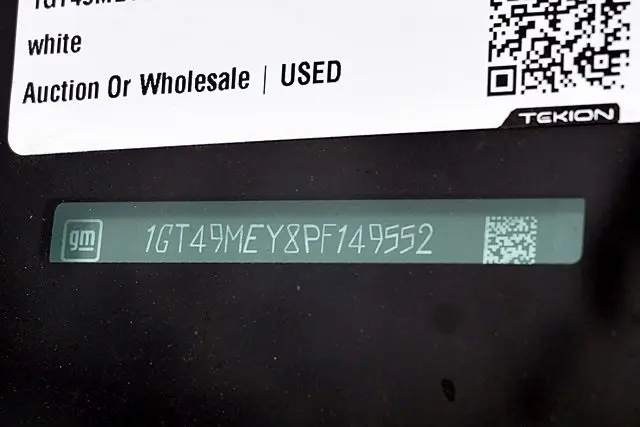 white
Auction Or Wholesale | USED
TEKION
gm 1GT49MEY8PF149552